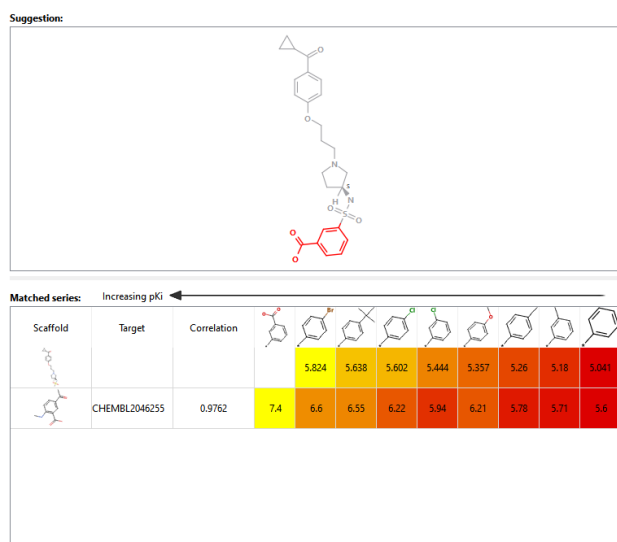 Suggestion:
O
O
N
S
H
N
O
S
O
O
O
Matched series: Increasing pKi
Scaffold Target Correlation
Br
Cl
Cl
5.824 5.638 5.602 5.444 5.357 5.26 5.18 5.041
CHEMBL2046255 0.9762 7.4 6.6 6.55 6.22 5.94 6.21 5.78 5.71 5.6